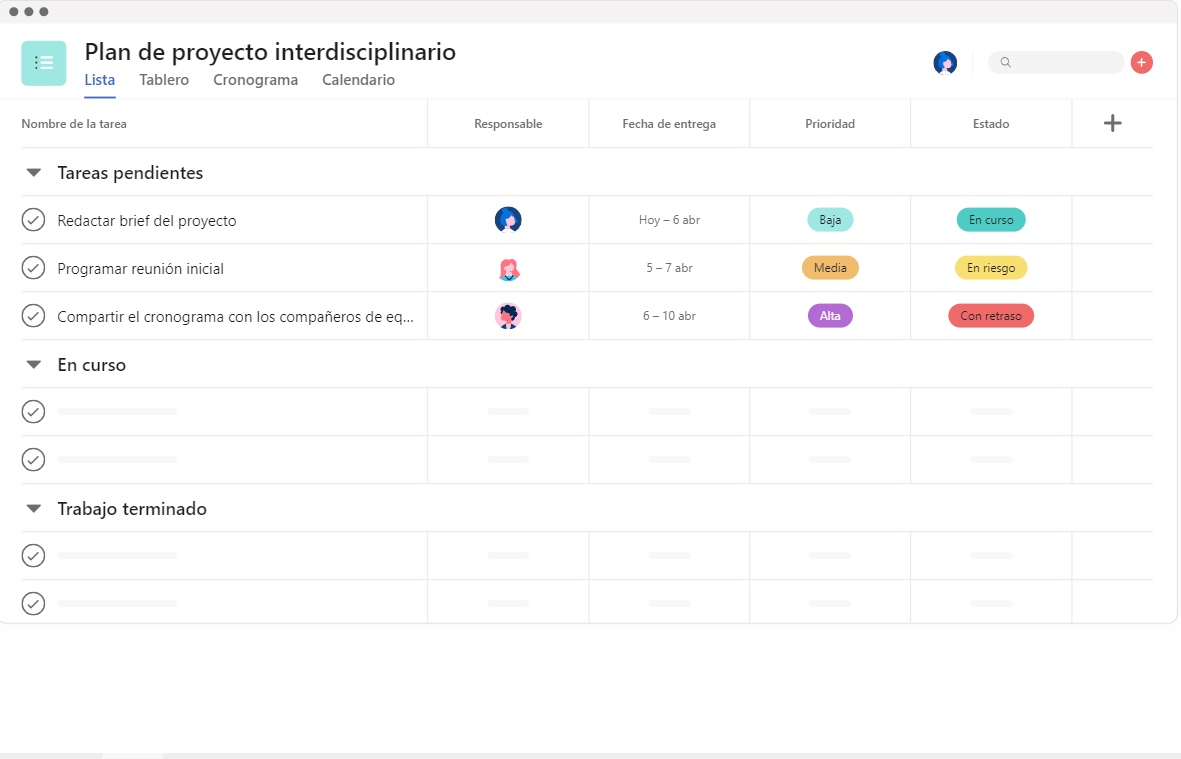 Plan de proyecto interdisciplinario
Lista Tablero Cronograma Calendario
Nombre de la tarea Responsable Fecha de entrega Prioridad Estado
Tareas pendientes
Redactar brief del proyecto Hoy – 6 abr Baja En curso
Programar reunión inicial 5 – 7 abr Media En riesgo
Compartir el cronograma con los compañeros de eq... 6 – 10 abr Alta Con retraso
En curso
Trabajo terminado